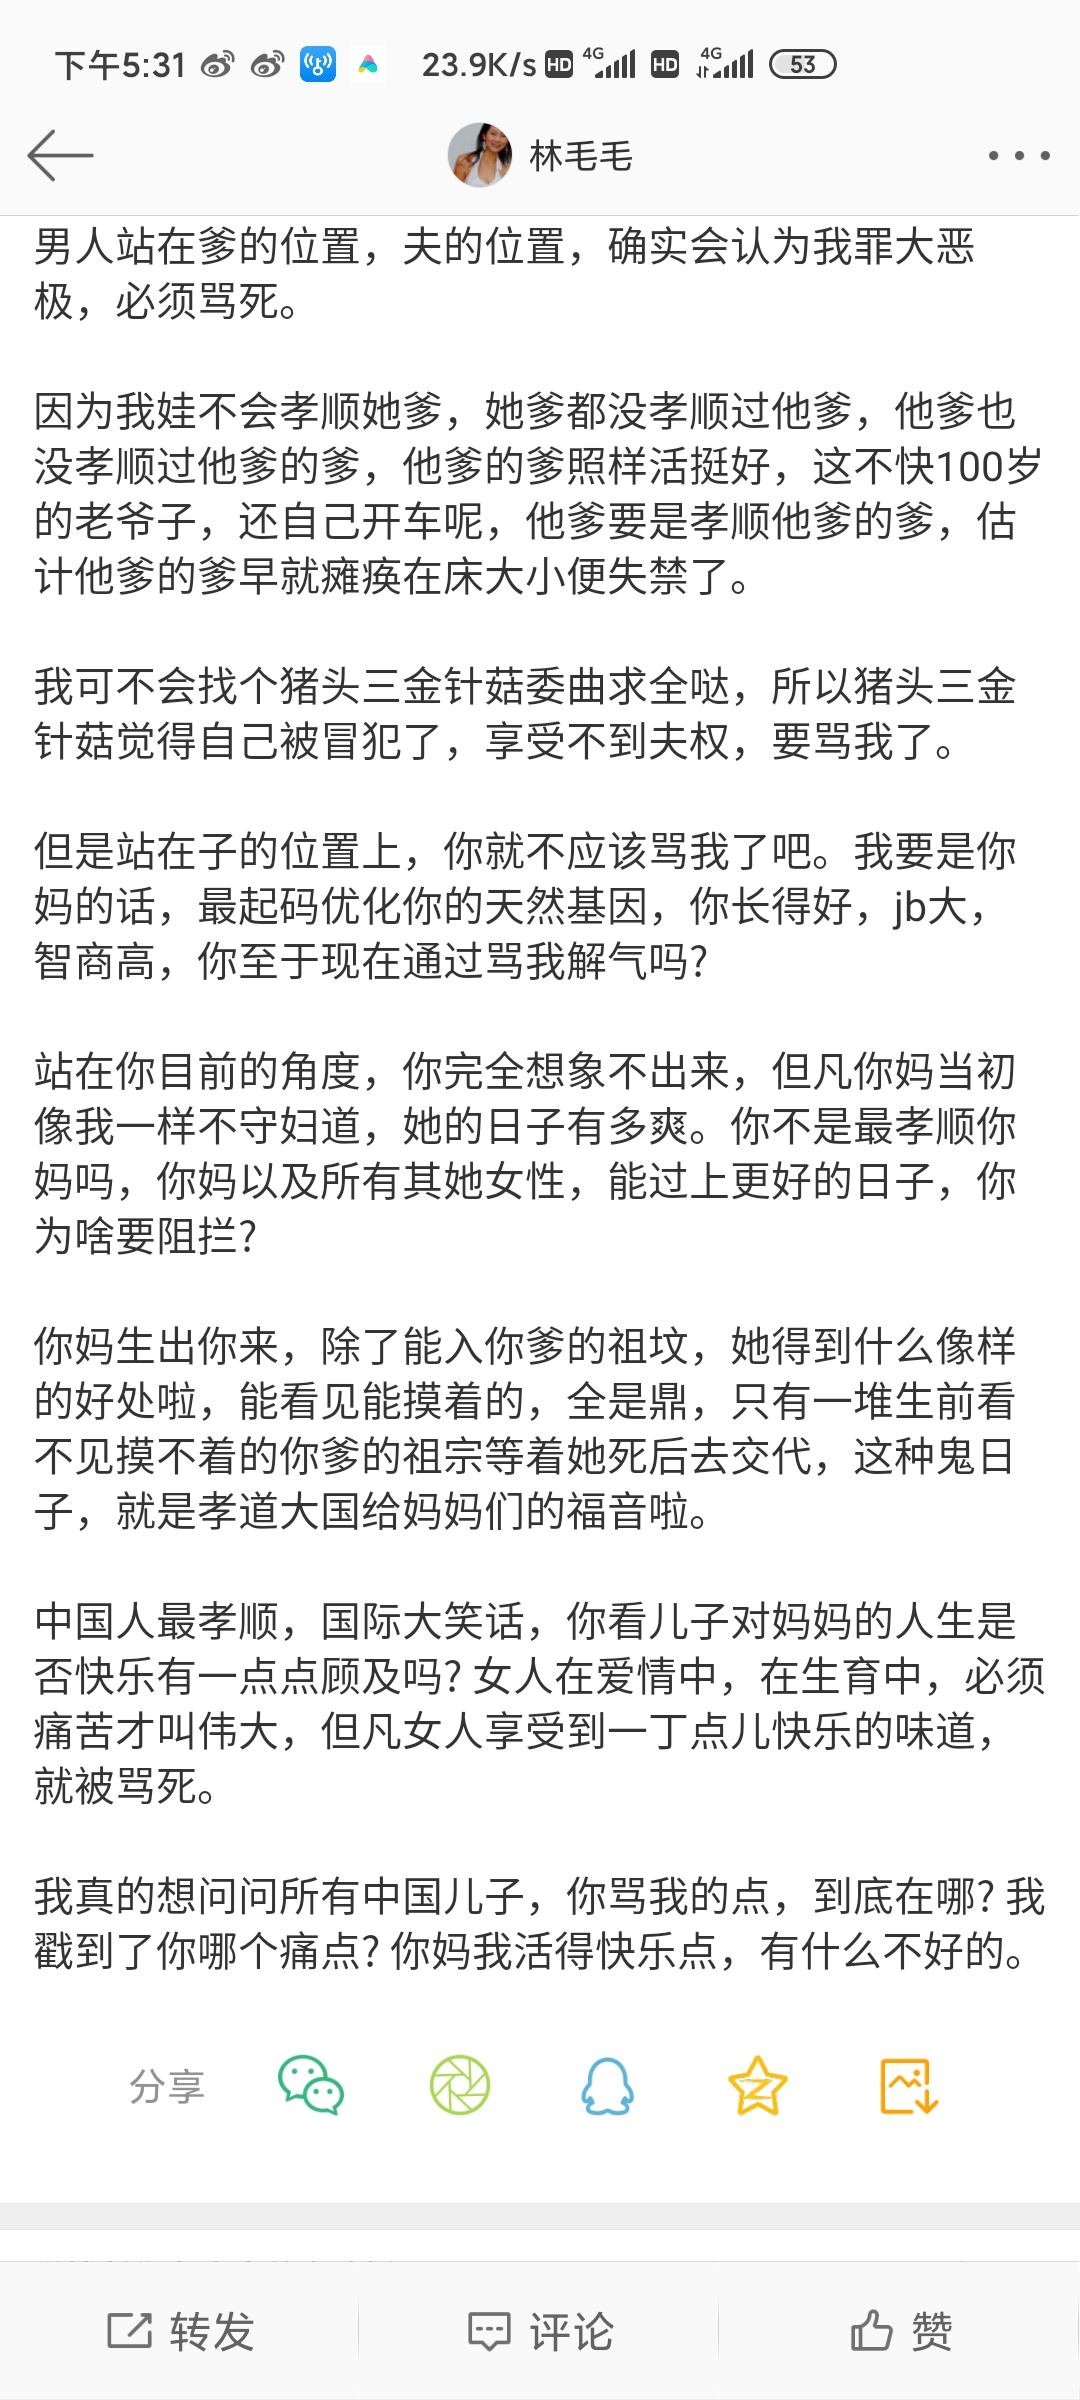 下午5:31 23.9K/s HD 4G HD 4G 53
林毛毛
男人站在爹的位置，夫的位置，确实会认为我罪大恶
极，必须骂死。
因为我娃不会孝顺她爹，她爹都没孝顺过他爹，他爹也
没孝顺过他爹的爹，他爹的爹照样活挺好，这不快100岁
的老爷子，还自己开车呢，他爹要是孝顺他爹的爹，估
计他爹的爹早就瘫痪在床大小便失禁了。
我可不会找个猪头三金针菇委曲求全哒，所以猪头三金
针菇觉得自己被冒犯了，享受不到夫权，要骂我了。
但是站在子的位置上，你就不应该骂我了吧。我要是你
妈的话，最起码优化你的天然基因，你长得好，jb大，
智商高，你至于现在通过骂我解气吗?
站在你目前的角度，你完全想象不出来，但凡你妈当初
像我一样不守妇道，她的日子有多爽。你不是最孝顺你
妈吗，你妈以及所有其她女性，能过上更好的日子，你
为啥要阻拦?
你妈生出你来，除了能入你爹的祖坟，她得到什么像样
的好处啦，能看见能摸着的，全是鼎，只有一堆生前看
不见摸不着的你爹的祖宗等着她死后去交代，这种鬼日
子，就是孝道大国给妈妈们的福音啦。
中国人最孝顺，国际大笑话，你看儿子对妈妈的人生是
否快乐有一点点顾及吗? 女人在爱情中，在生育中，必须
痛苦才叫伟大，但凡女人享受到一丁点儿快乐的味道，
就被骂死。
我真的想问问所有中国儿子，你骂我的点，到底在哪? 我
戳到了你哪个痛点? 你妈我活得快乐点，有什么不好的。
分享
转发 评论 赞